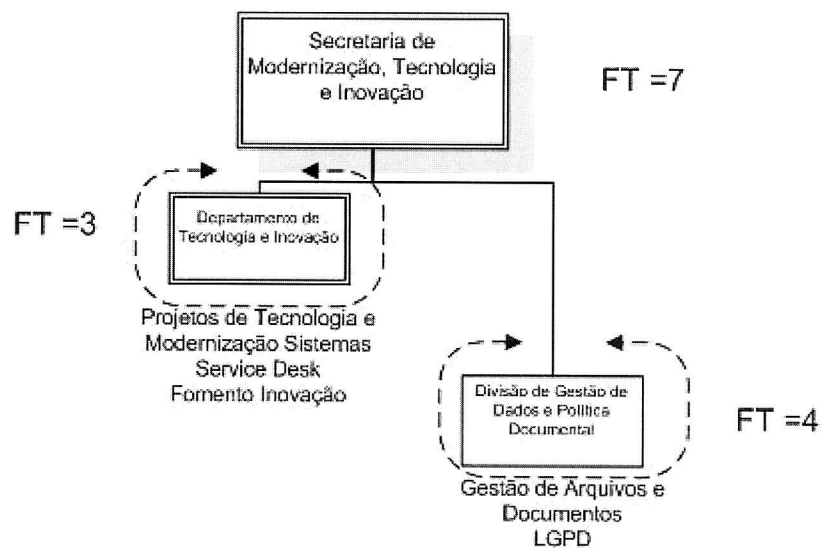 Secretaria de
Modernização, Tecnologia
e Inovação
FT =7
Departamento de
Tecnologia e Inovação
FT =3
Projetos de Tecnologia e
Modernização Sistemas
Service Desk
Fomento Inovação
Divisão de Gestão de
Dados e Política
Documental
FT =4
Gestão de Arquivos e
Documentos
LGPD